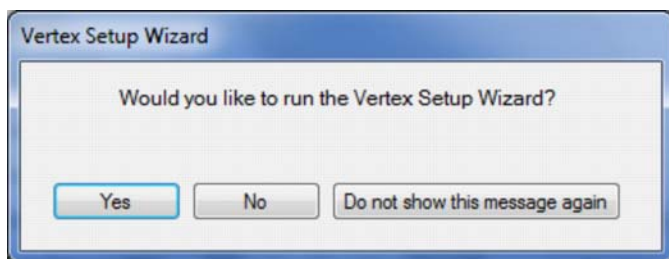 Vertex Setup Wizard
Would you like to run the Vertex Setup Wizard?
Yes No Do not show this message again